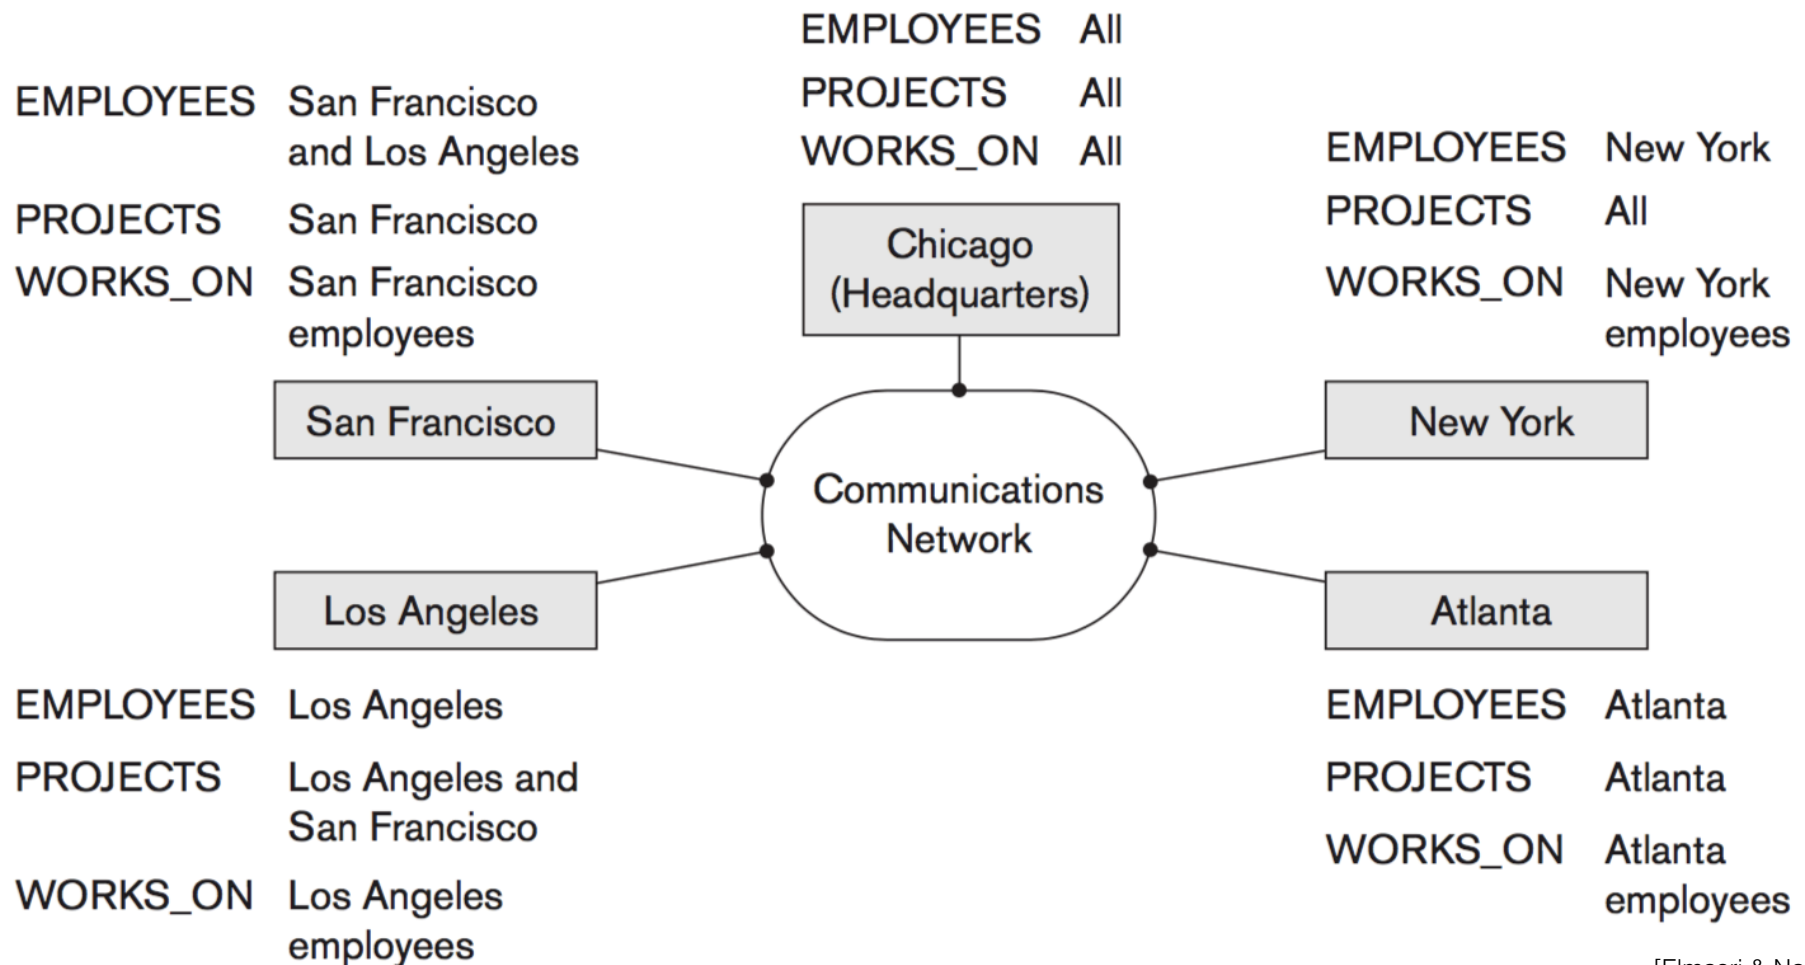 EMPLOYEES All
PROJECTS All
WORKS_ON All
EMPLOYEES San Francisco
and Los Angeles
PROJECTS San Francisco
WORKS_ON San Francisco
employees
EMPLOYEES New York
PROJECTS All
WORKS_ON New York
employees
Chicago
(Headquarters)
San Francisco
New York
Communications
Network
Los Angeles
Atlanta
EMPLOYEES Los Angeles
PROJECTS Los Angeles and
San Francisco
WORKS_ON Los Angeles
employees
EMPLOYEES Atlanta
PROJECTS Atlanta
WORKS_ON Atlanta
employees